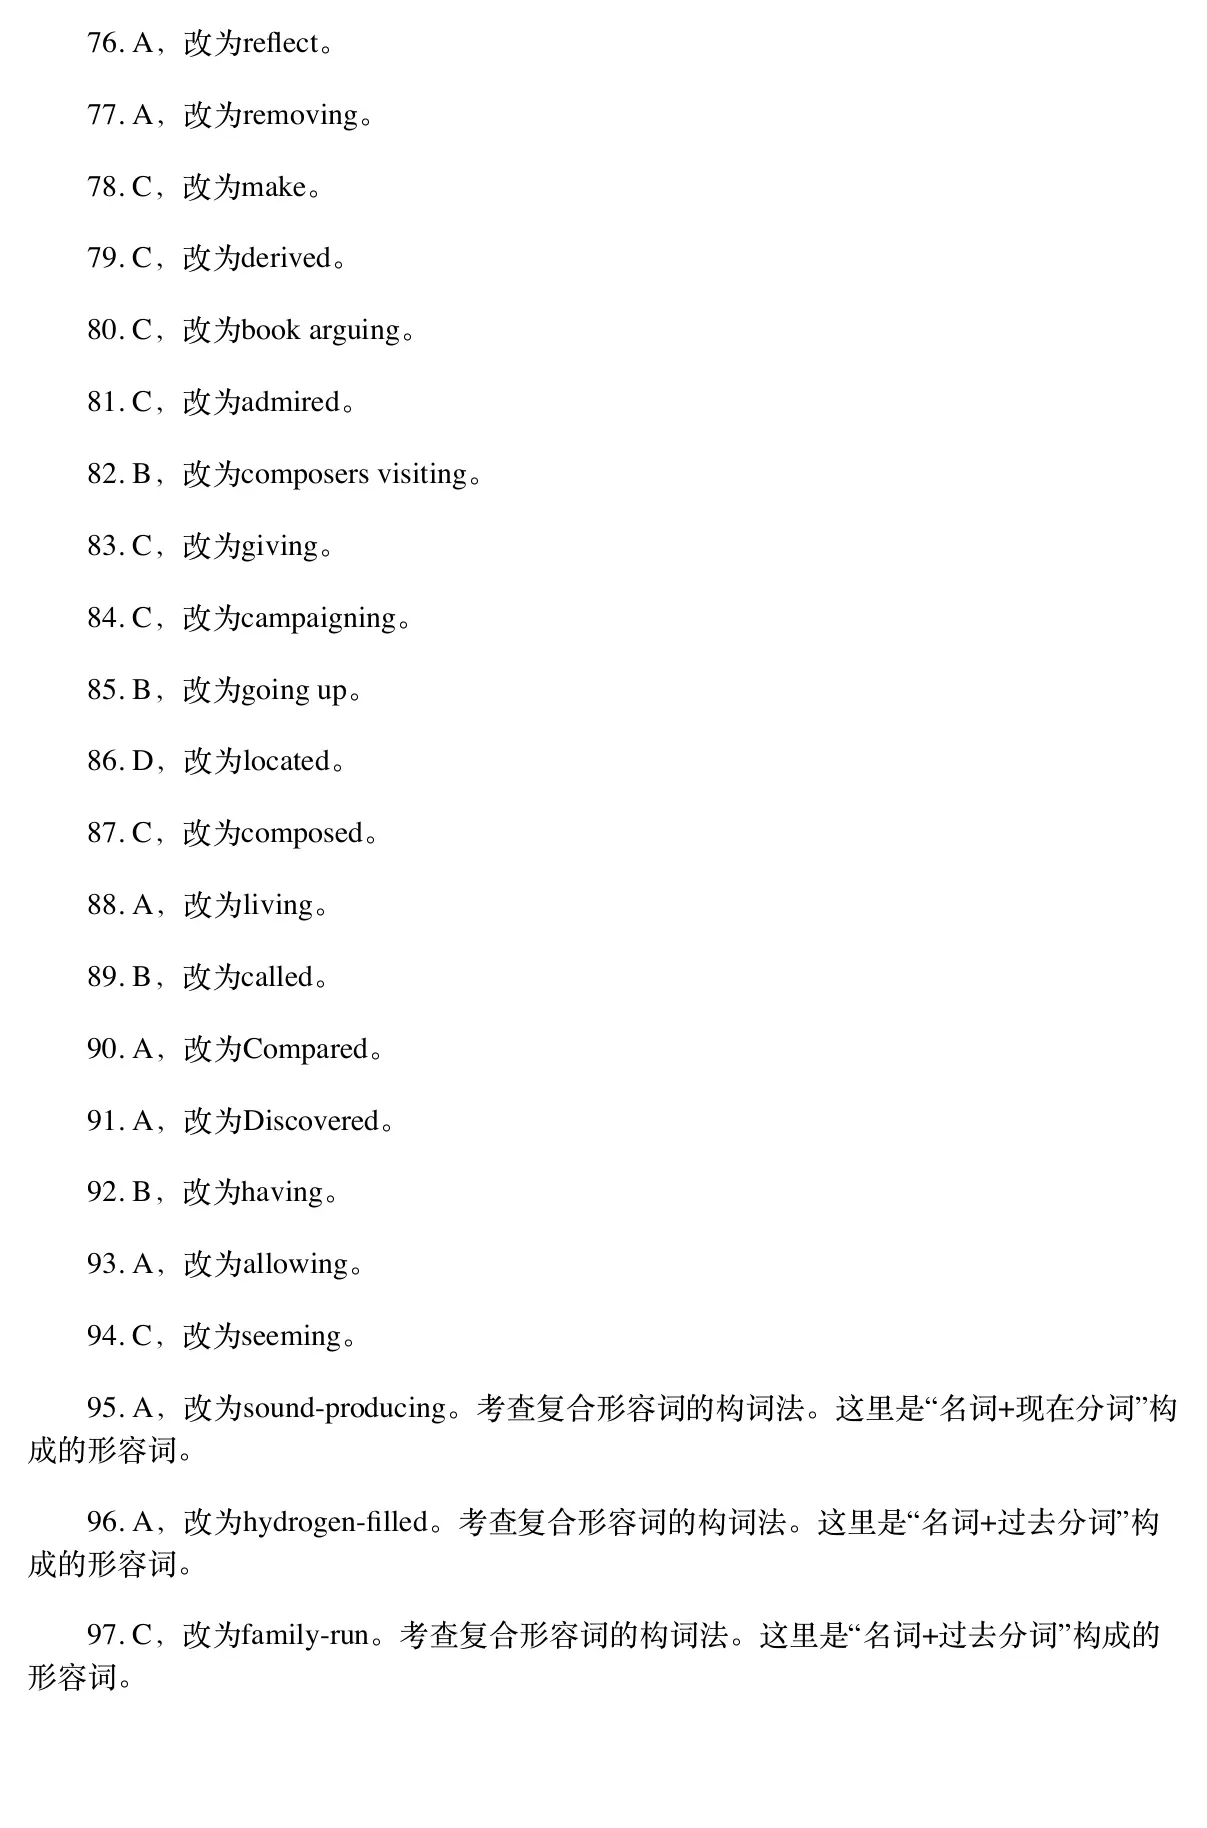 76. A，改为reflect。
77. A，改为removing。
78. C，改为make。
79. C，改为derived。
80. C，改为book arguing。
81. C，改为admired。
82. B，改为composers visiting。
83. C，改为giving。
84. C，改为campaigning。
85. B，改为going up。
86. D，改为located。
87. C，改为composed。
88. A，改为living。
89. B，改为called。
90. A，改为Compared。
91. A，改为Discovered。
92. B，改为having。
93. A，改为allowing。
94. C，改为seeming。
95. A，改为sound-producing。考查复合形容词的构词法。这里是“名词+现在分词”构
成的形容词。
96. A，改为hydrogen-filled。考查复合形容词的构词法。这里是“名词+过去分词”构
成的形容词。
97. C，改为family-run。考查复合形容词的构词法。这里是“名词+过去分词”构成的
形容词。